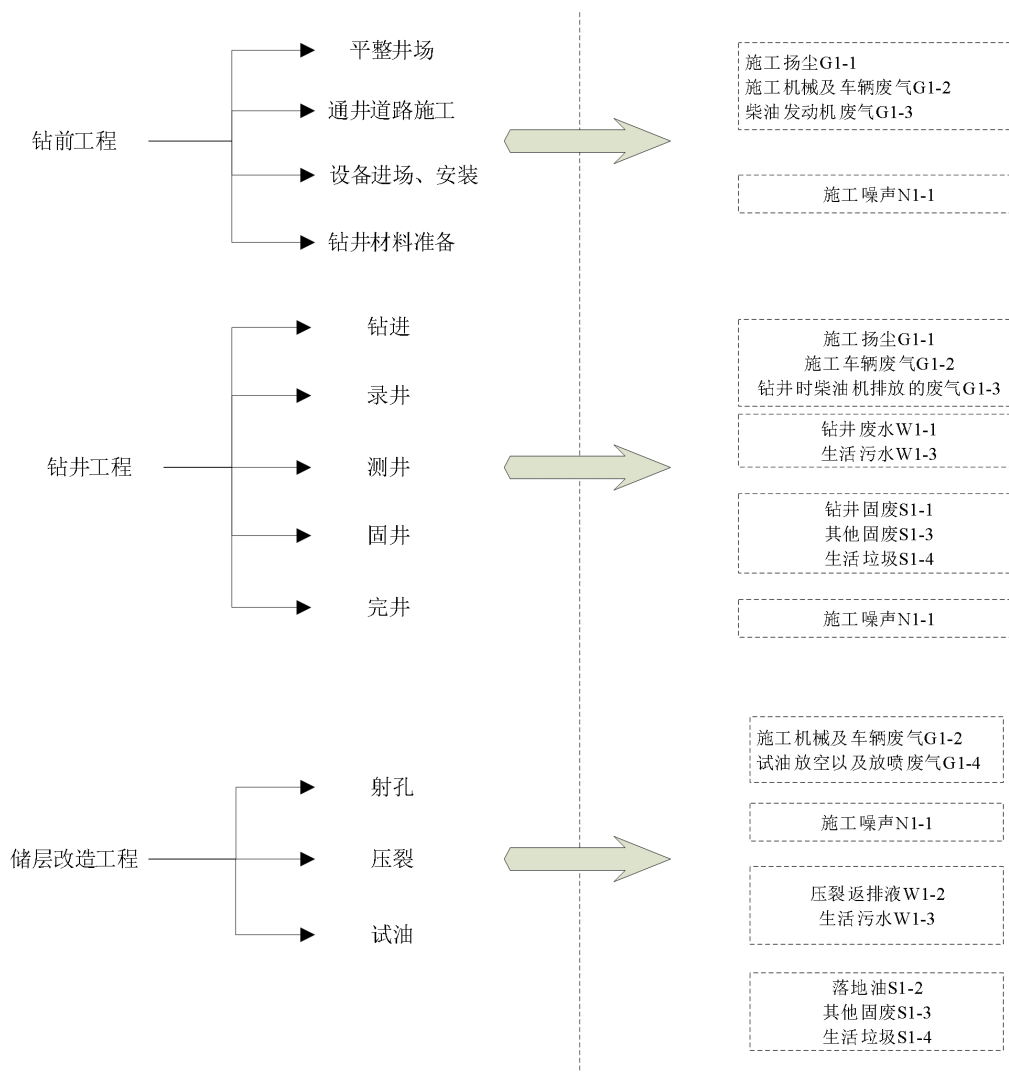 钻前工程
平整井场
通井道路施工
设备进场、安装
钻井材料准备
施工扬尘G1-1
施工机械及车辆废气G1-2
柴油发动机废气G1-3
施工噪声N1-1
钻井工程
钻进
录井
测井
固井
完井
施工扬尘G1-1
施工车辆废气G1-2
钻井时柴油机排放的废气G1-3
钻井废水W1-1
生活污水W1-3
钻井固废S1-1
其他固废S1-3
生活垃圾S1-4
施工噪声N1-1
储层改造工程
射孔
压裂
试油
施工机械及车辆废气G1-2
试油放空以及放喷废气G1-4
施工噪声N1-1
压裂返排液W1-2
生活污水W1-3
落地油S1-2
其他固废S1-3
生活垃圾S1-4